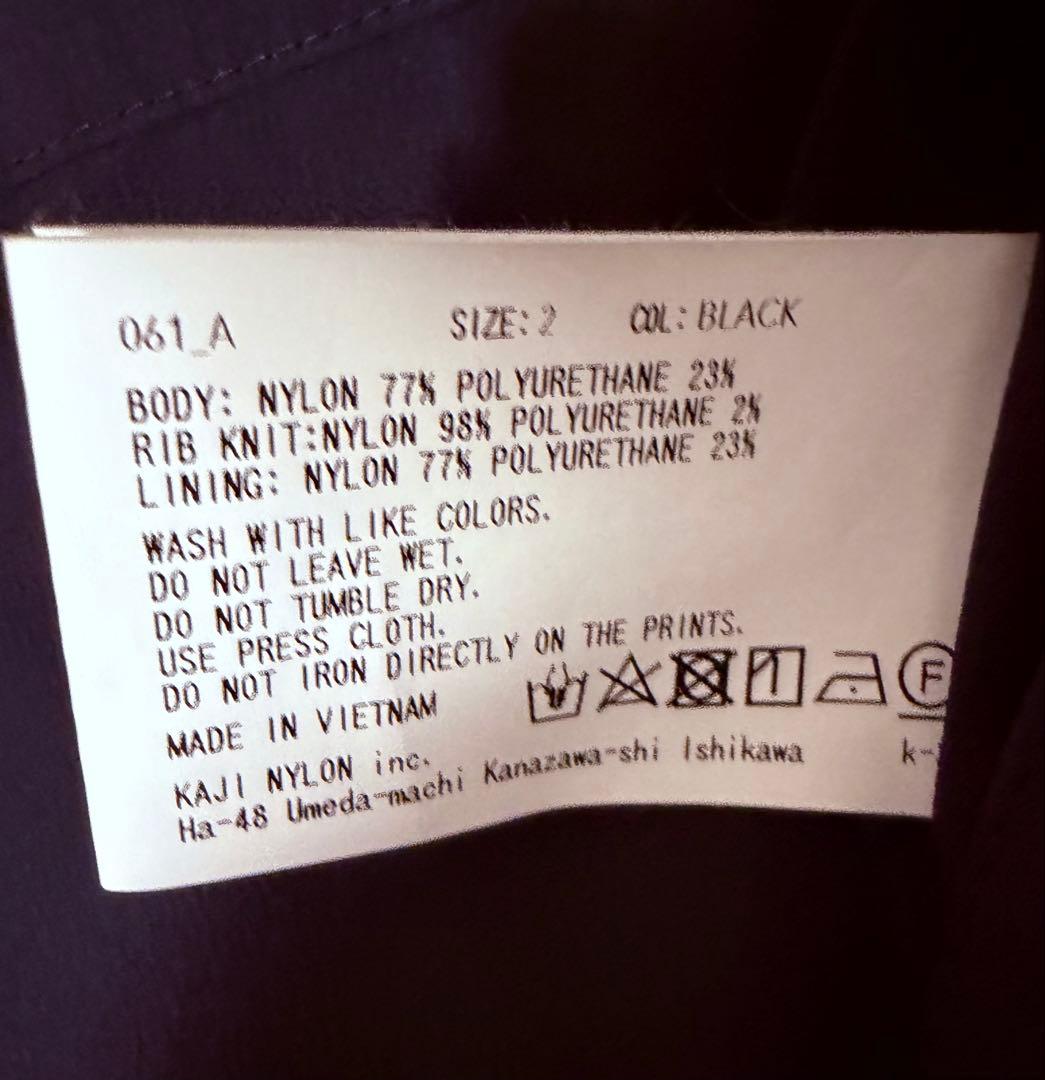 061_A SIZE: 2 COL: BLACK
BODY: NYLON 77% POLYURETHANE 23%
RIB KNIT:NYLON 98% POLYURETHANE 2%
LINING: NYLON 77% POLYURETHANE 23%
WASH WITH LIKE COLORS.
DO NOT LEAVE WET.
DO NOT TUMBLE DRY.
USE PRESS CLOTH.
DO NOT IRON DIRECTLY ON THE PRINTS.
F
MADE IN VIETNAM
KAJI NYLON inc.
Ha-48 Umeda-machi Kanazawa-shi Ishikawa k-